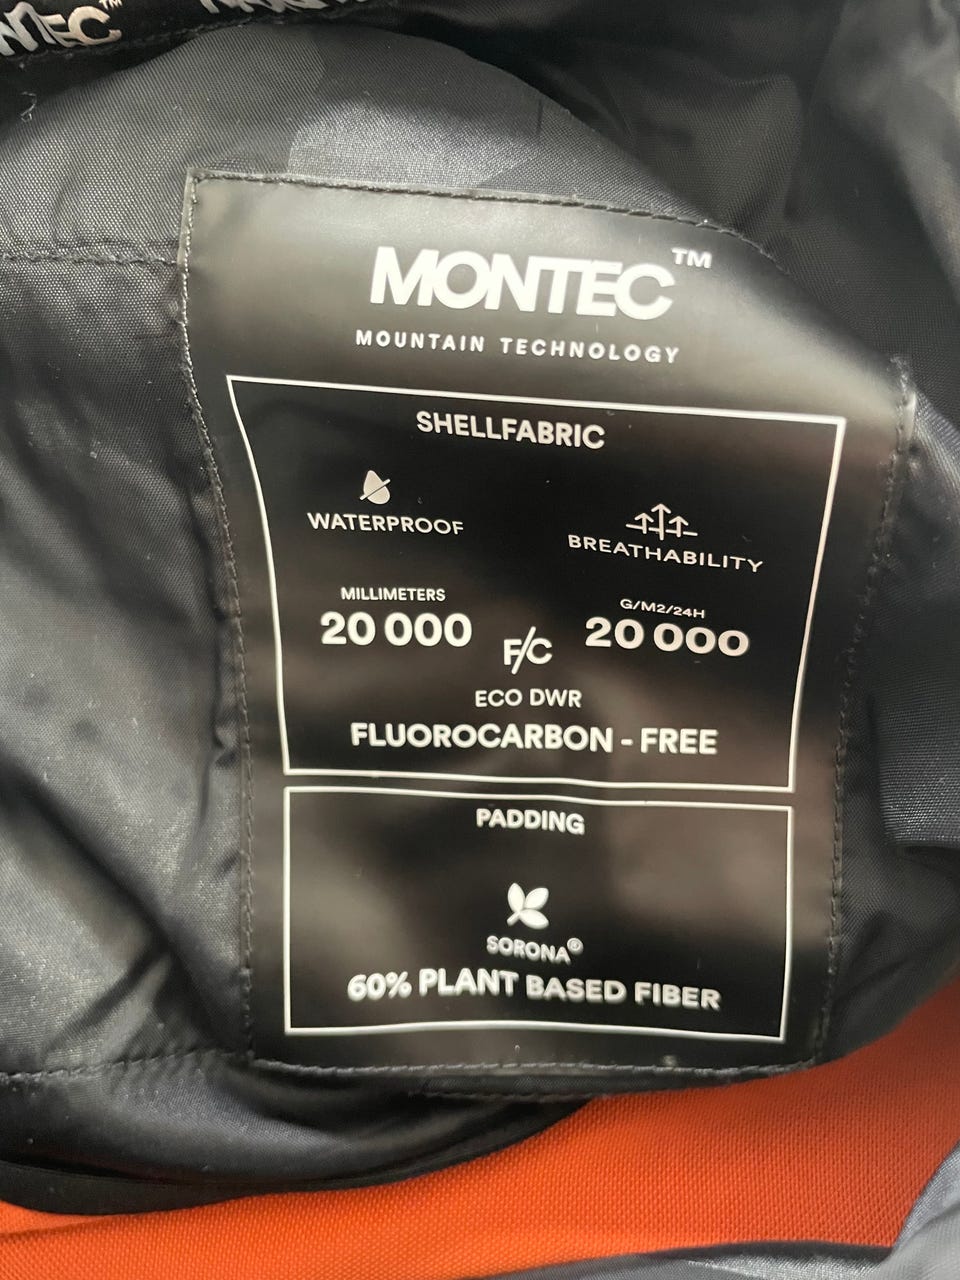 MONTEC™
MOUNTAIN TECHNOLOGY
SHELLFABRIC
WATERPROOF
BREATHABILITY
MILLIMETERS
G/M2/24H
20 000
20 000
F/C
ECO DWR
FLUOROCARBON - FREE
PADDING
SORONA®
60% PLANT BASED FIBER